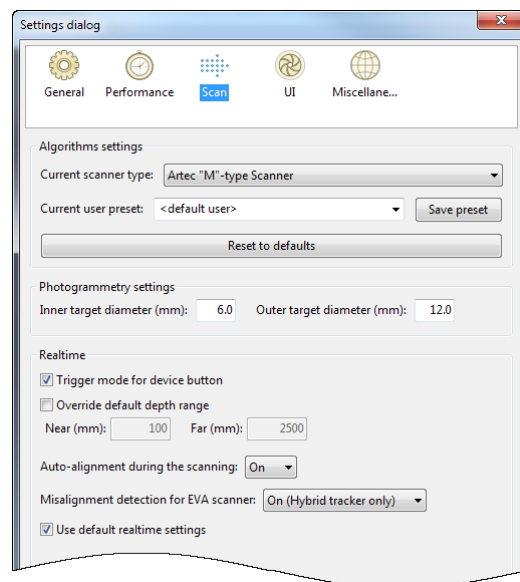 Settings dialog
General Performance Scan UI Miscellane...
Algorithms settings
Current scanner type: Artec "M"-type Scanner
Current user preset: <default user> Save preset
Reset to defaults
Photogrammetry settings
Inner target diameter (mm): 6.0 Outer target diameter (mm): 12.0
Realtime
Trigger mode for device button
Override default depth range
Near (mm): 100 Far (mm): 2500
Auto-alignment during the scanning: On
Misalignment detection for EVA scanner: On (Hybrid tracker only)
Use default realtime settings